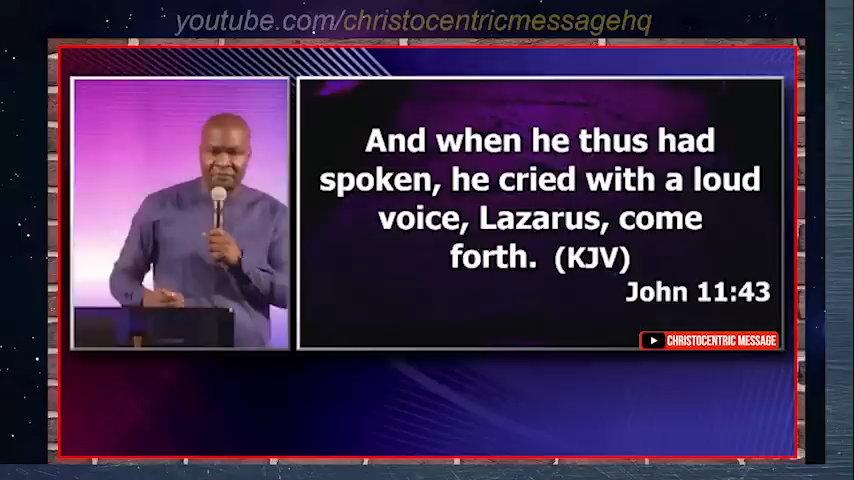 youtube.com/christocentricmessagehq
And when he thus had
spoken, he cried with a loud
voice, Lazarus, come
forth. (KJV)
John 11:43
CHRISTOCENTRIC MESSAGE